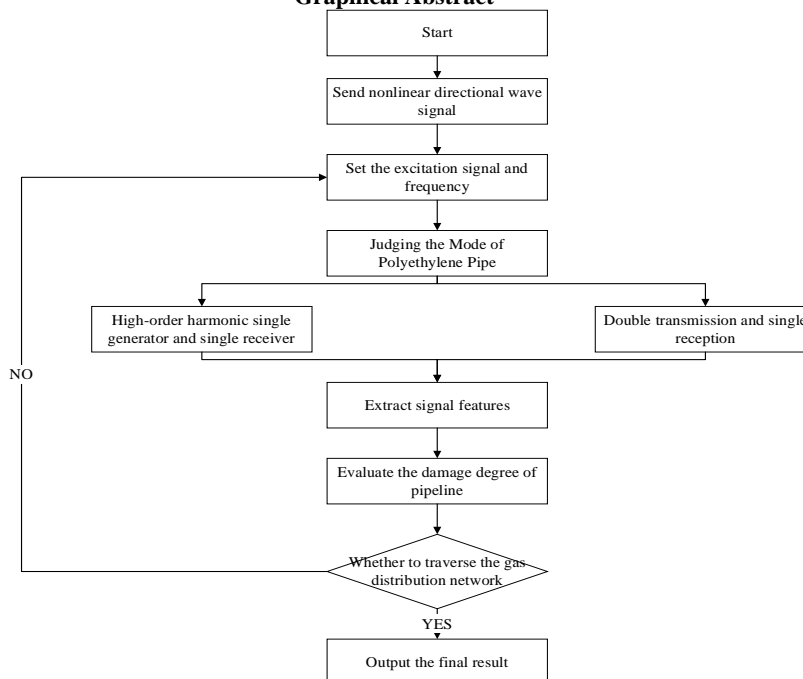 Graphical Abstract
Start
Send nonlinear directional wave
signal
Set the excitation signal and
frequency
Judging the Mode of
Polyethylene Pipe
High-order harmonic single
generator and single receiver
Double transmission and single
reception
NO
Extract signal features
Evaluate the damage degree of
pipeline
Whether to traverse the gas
distribution network
YES
Output the final result